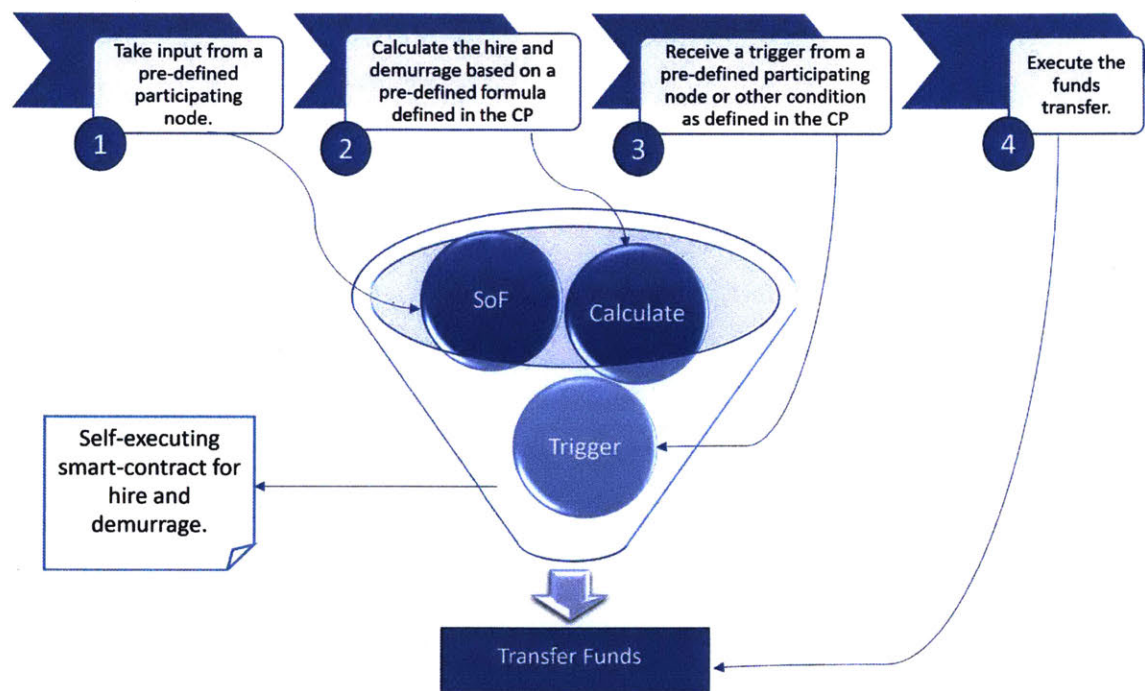 Take input from a
pre-defined
participating
node.
1
Calculate the hire and
demurrage based on a
pre-defined formula
defined in the CP
2
Receive a trigger from a
pre-defined participating
node or other condition
as defined in the CP
3
Execute the
funds
transfer.
4
SoF
Calculate
Trigger
Self-executing
smart-contract for
hire and
demurrage.
Transfer Funds